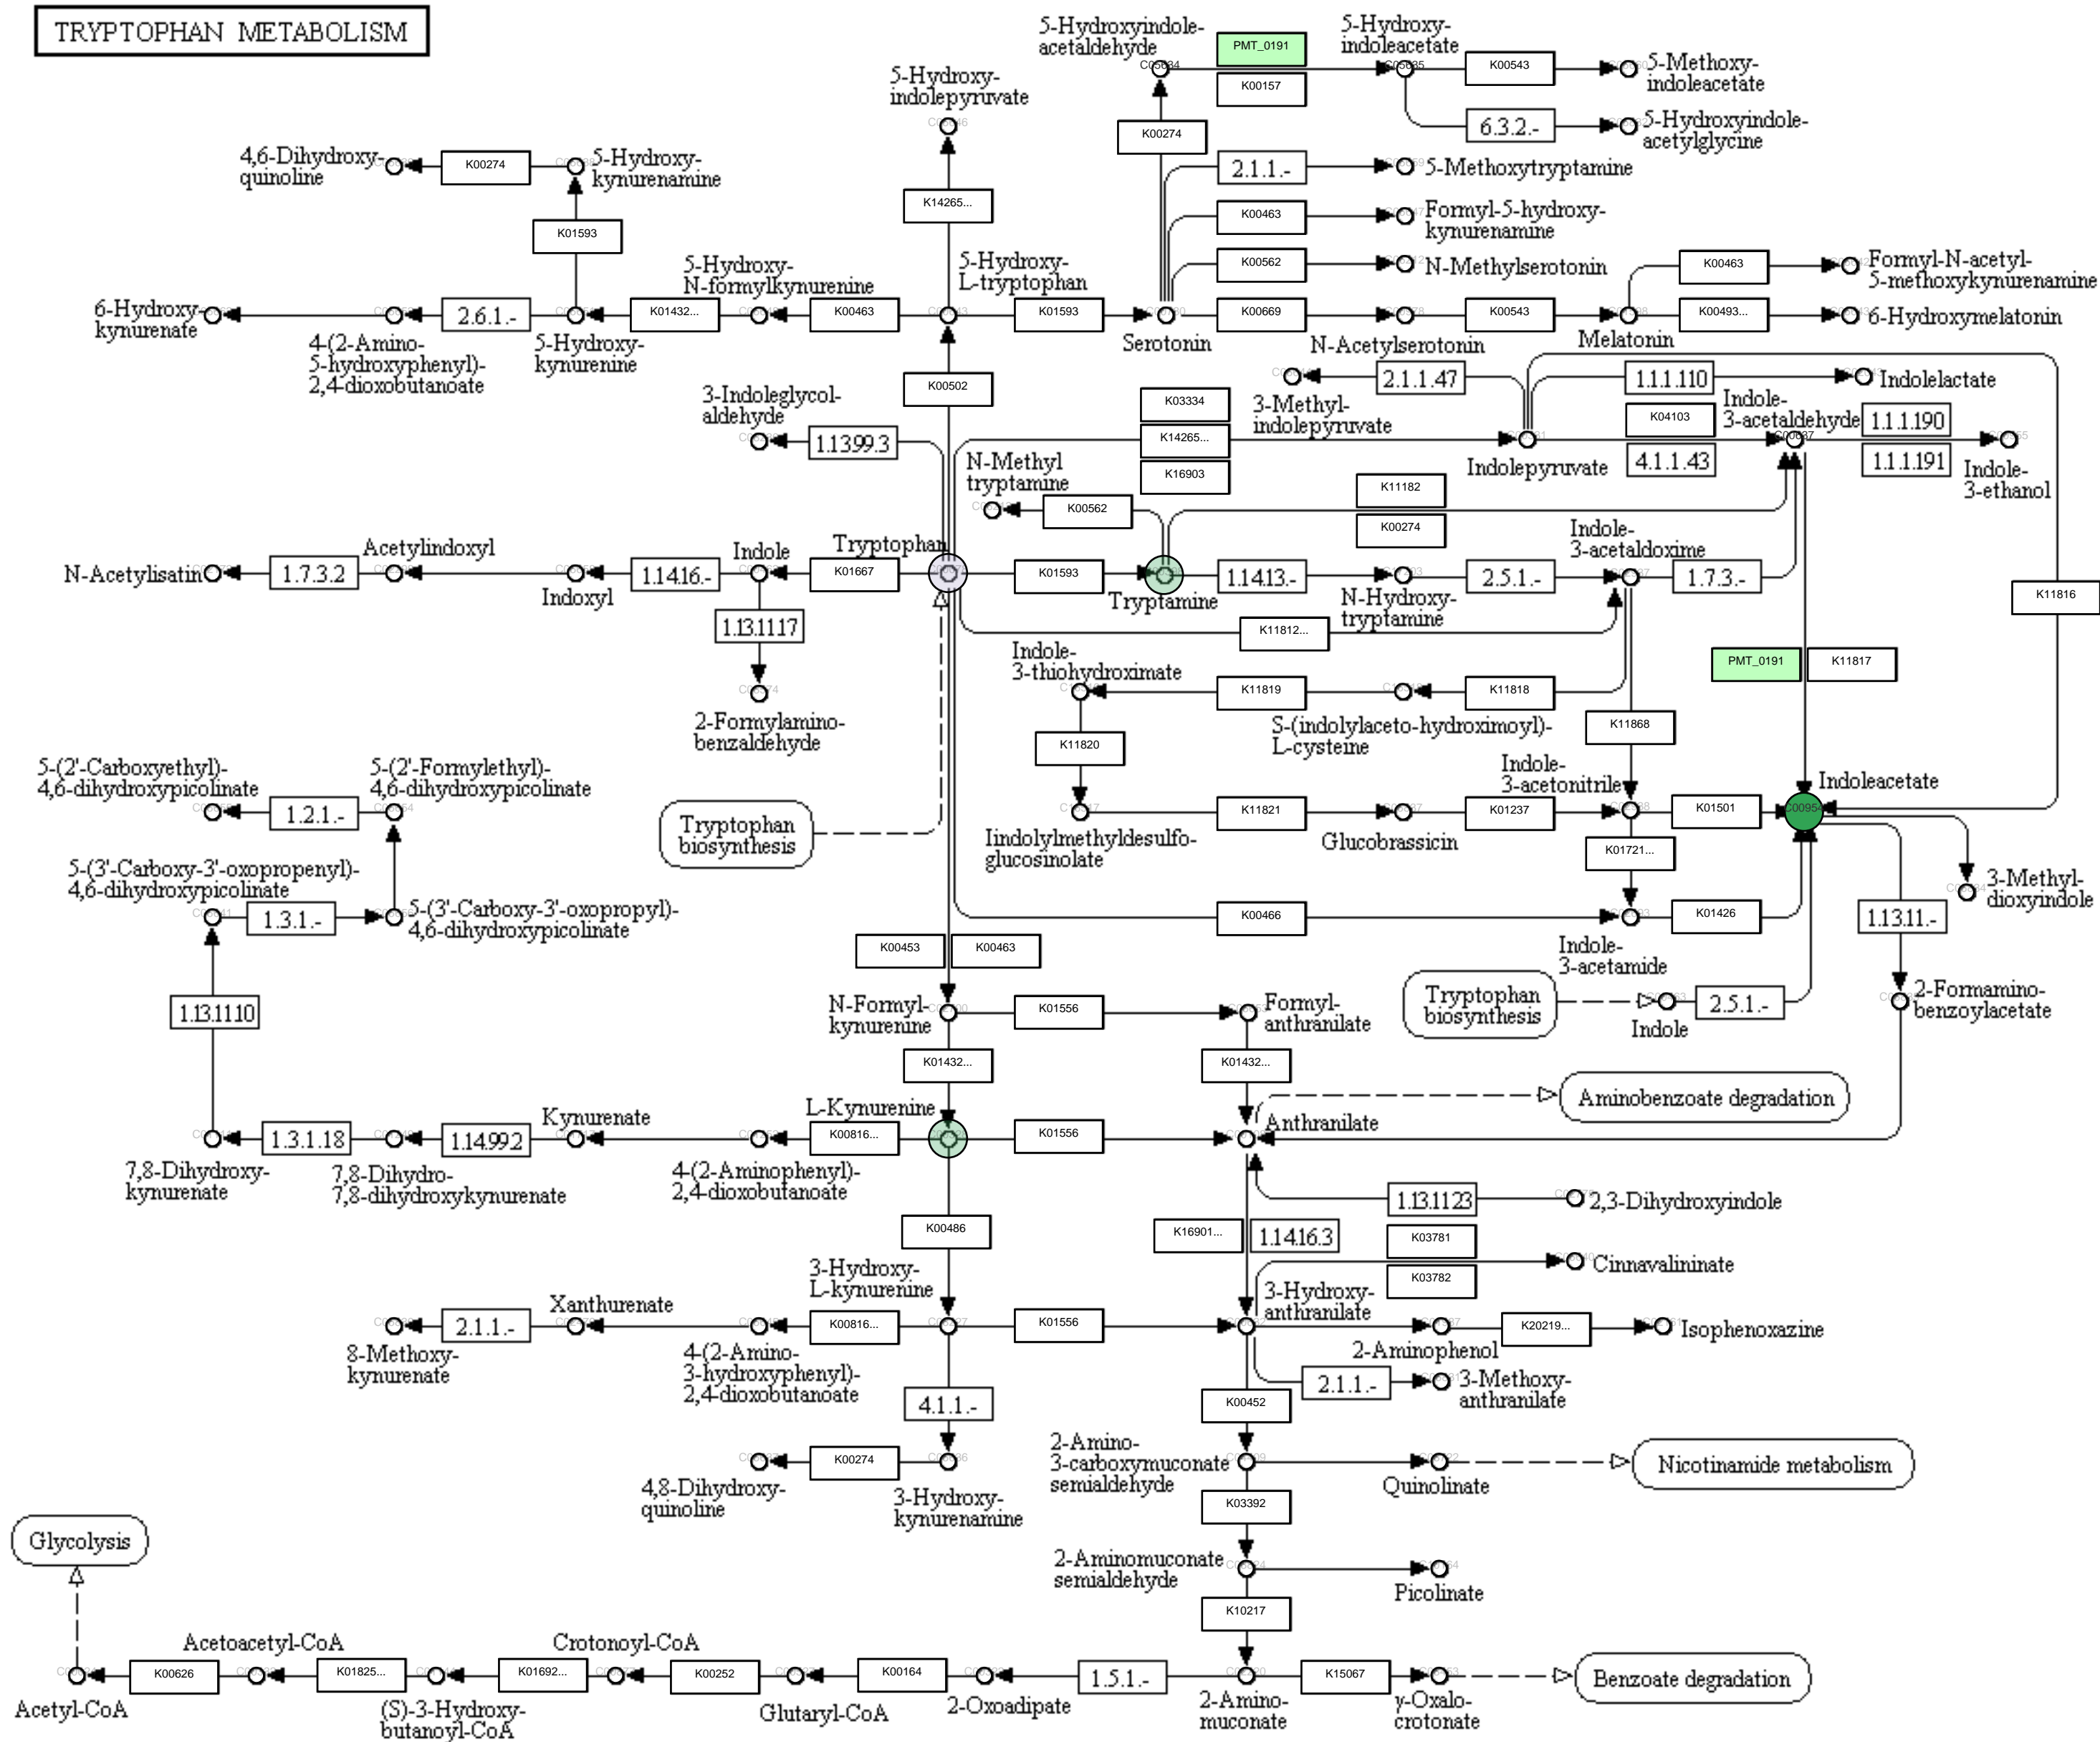 TRYPTOPHAN METABOLISM
5-Hydroxyindole-
acetaldehyde
PMT_0191
K00157
5-Hydroxy-
indoleacetate
K00543
5-Methoxy-
indoleacetate
6.3.2.-
5-Hydroxyindole-
acetylglycine
5-Hydroxy-
indolepyruvate
K00274
2.1.1.-
5-Methoxytryptamine
4,6-Dihydroxy-
quinoline
K00274
5-Hydroxy-
kynurenamine
K14265...
K00463
Formyl-5-hydroxy-
kynurenamine
K01593
K00562
N-Methylserotonin
K00463
Formyl-N-acetyl-
5-methoxykynurenamine
6-Hydroxy-
kynurenate
2.6.1.-
K01432...
5-Hydroxy-
N-formylkynurenine
K00463
5-Hydroxy-
L-tryptophan
K01593
K00669
K00543
K00493...
6-Hydroxymelatonin
4-(2-Amino-
5-hydroxyphenyl)-
2,4-dioxobutanoate
5-Hydroxy-
kynurenine
Serotonin
N-Acetylserotonin
Melatonin
K00502
2.1.1.47
1.1.1.110
Indolelactate
3-Indoleglycol-
aldehyde
1.1399.3
K03334
K14265...
K16903
3-Methyl-
indolepyruvate
Indolepyruvate
K04103
4.1.1.43
Indole-
3-acetaldehyde
1.1.1.190
1.1.1.191
Indole-
3-ethanol
N-Methyl
tryptamine
K00562
K11182
K00274
N-Acetylisatin
1.7.3.2
Acetylindoxyl
Indoxyl
1.14.16.-
Indole
K01667
Tryptophan
K01593
Tryptamine
1.14.13.-
N-Hydroxy-
tryptamine
2.5.1.-
Indole-
3-acetaldoxime
1.7.3.-
K11816
1.13.11.17
K11812...
2-Formylamino-
benzaldehyde
Indole-
3-thiohydroximate
K11819
K11818
S-(indolylaceto-hydroximoyl)-
L-cysteine
PMT_0191
K11817
K11820
K11868
5-(2'-Carboxyethyl)-
4,6-dihydroxypicolinate
5-(2'-Formylethyl)-
4,6-dihydroxypicolinate
1.2.1.-
Tryptophan
biosynthesis
Iindolylmethyldesulfo-
glucosinolate
K11821
Glucobrassicin
K01237
Indole-
3-acetonitrile
K01501
Indoleacetate
C00954
K01721...
5-(3'-Carboxy-3'-oxopropenyl)-
4,6-dihydroxypicolinate
1.3.1.-
5-(3'-Carboxy-3'-oxopropyl)-
4,6-dihydroxypicolinate
K00466
K01426
Indole-
3-acetamide
1.13.11.-
3-Methyl-
dioxyindole
K00453
K00463
1.13.11.10
N-Formyl-
kynurenine
K01556
Formyl-
anthranilate
Tryptophan
biosynthesis
Indole
2.5.1.-
2-Formamino-
benzoylacetate
K01432...
K01432...
Aminobenzoate degradation
7,8-Dihydroxy-
kynurenate
1.3.1.18
7,8-Dihydro-
7,8-dihydroxykynurenate
1.14.99.2
Kynurenate
4-(2-Aminophenyl)-
2,4-dioxobutanoate
K00816...
L-Kynurenine
K01556
Anthranilate
1.13.11.23
2,3-Dihydroxyindole
K00486
K16901...
1.14.16.3
K03781
K03782
Cinnavalininate
8-Methoxy-
kynurenate
2.1.1.-
Xanthurenate
4-(2-Amino-
3-hydroxyphenyl)-
2,4-dioxobutanoate
K00816...
3-Hydroxy-
L-kynurenine
K01556
3-Hydroxy-
anthranilate
2-Aminophenol
K20219...
Isophenoxazine
2.1.1.-
3-Methoxy-
anthranilate
4.1.1.-
K00452
4,8-Dihydroxy-
quinoline
K00274
3-Hydroxy-
kynurenamine
2-Amino-
3-carboxymuconate
semialdehyde
Quinolinate
Nicotinamide metabolism
K03392
Glycolysis
2-Aminomuconate
semialdehyde
Picolinate
K10217
Acetyl-CoA
K00626
Acetoacetyl-CoA
K01825...
(S)-3-Hydroxy-
butanoyl-CoA
K01692...
Crotonoyl-CoA
K00252
Glutaryl-CoA
K00164
2-Oxoadipate
1.5.1.-
2-Amino-
muconate
K15067
γ-Oxalo-
crotonate
Benzoate degradation